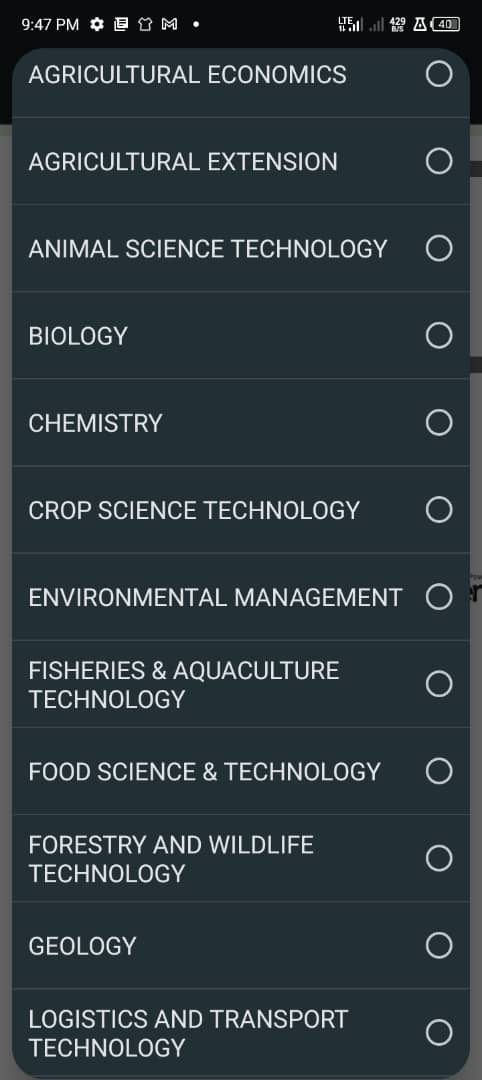 9:47 PM
LTE
429
B/S
40
AGRICULTURAL ECONOMICS
AGRICULTURAL EXTENSION
ANIMAL SCIENCE TECHNOLOGY
BIOLOGY
CHEMISTRY
CROP SCIENCE TECHNOLOGY
ENVIRONMENTAL MANAGEMENT
FISHERIES & AQUACULTURE
TECHNOLOGY
FOOD SCIENCE & TECHNOLOGY
FORESTRY AND WILDLIFE
TECHNOLOGY
GEOLOGY
LOGISTICS AND TRANSPORT
TECHNOLOGY